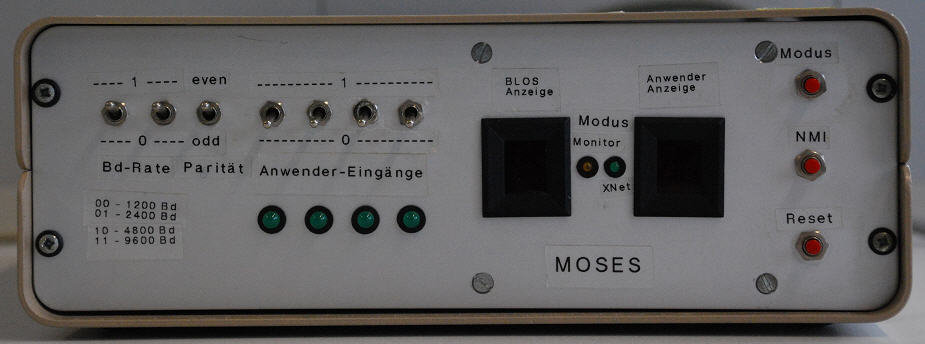 ---- 1 ---- even
---- 0 ---- odd
Bd-Rate Parität
00 - 1200 Bd
01 - 2400 Bd
10 - 4800 Bd
11 - 9600 Bd
------- 1 --------
------- 0 --------
Anwender-Eingänge
BLOS
Anzeige
Modus
Monitor
XNet
Anwender
Anzeige
MOSES
Modus
NMI
Reset